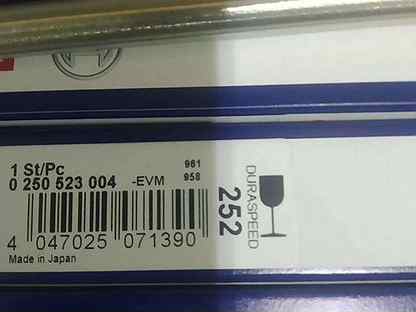 1 St/Pc
961
0 250 523 004 -EVM
958
4 047025 071390
Made in Japan
252
DURASPEED